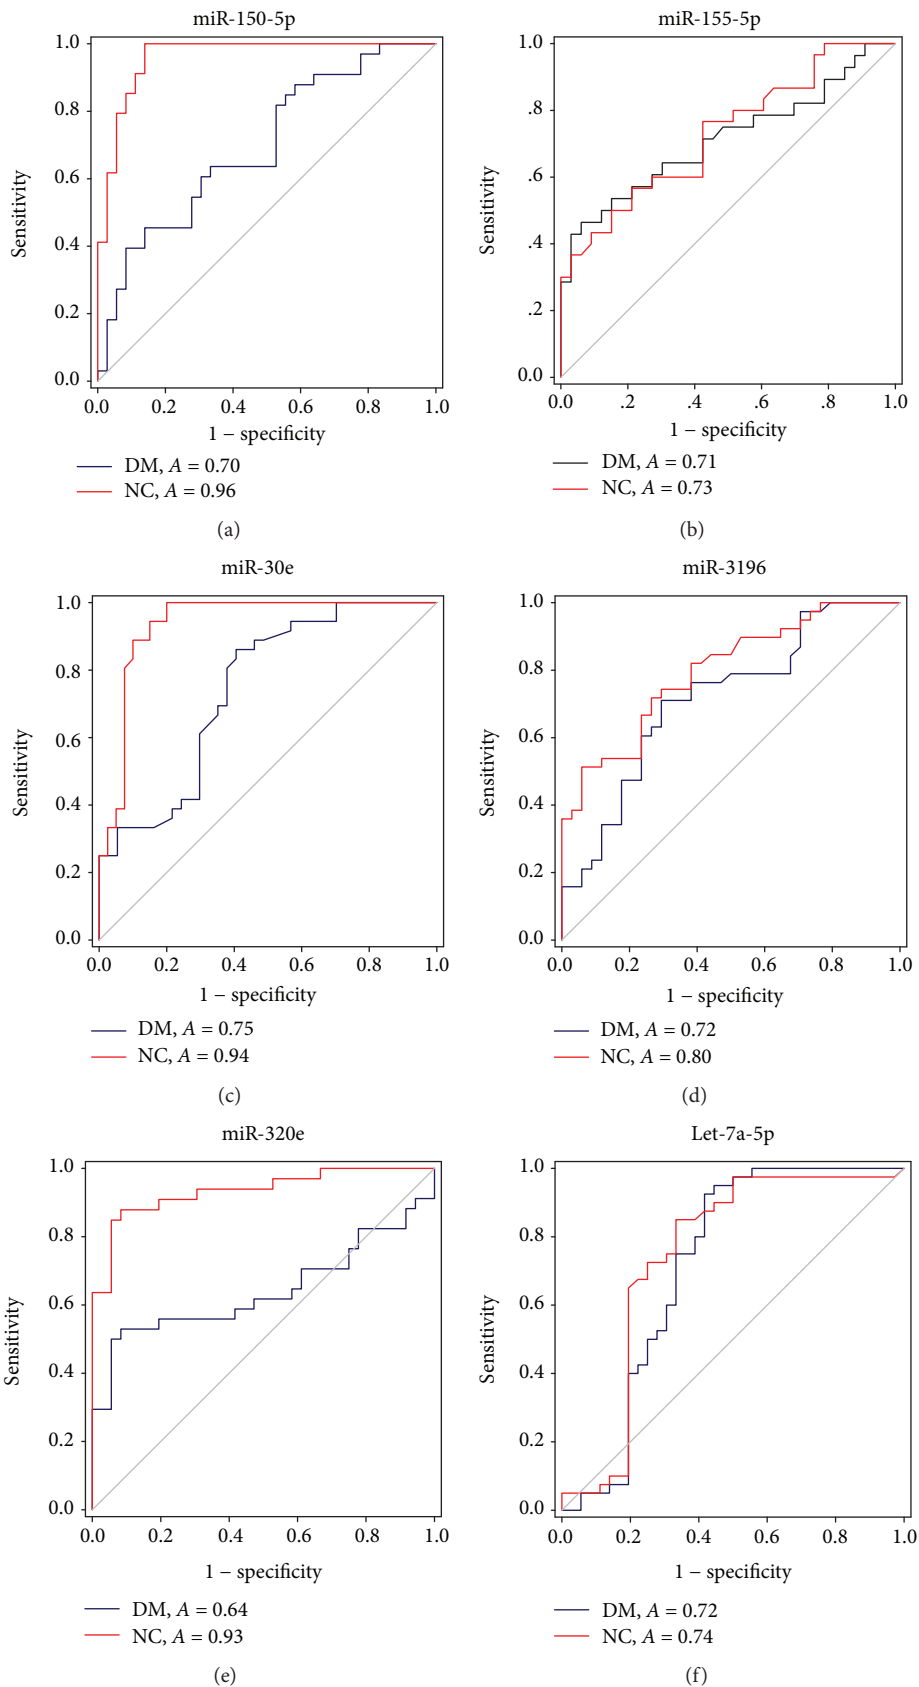 miR-150-5p
1.0
0.8
0.6
0.4
0.2
0.0
Sensitivity
0.0 0.2 0.4 0.6 0.8 1.0
1 − specificity
DM, A = 0.70
NC, A = 0.96
(a)
miR-155-5p
1.0
.8
.6
.4
.2
0.0
Sensitivity
0.0 .2 .4 .6 .8 1.0
1 − specificity
DM, A = 0.71
NC, A = 0.73
(b)
miR-30e
1.0
0.8
0.6
0.4
0.2
0.0
Sensitivity
0.0 0.2 0.4 0.6 0.8 1.0
1 − specificity
DM, A = 0.75
NC, A = 0.94
(c)
miR-3196
1.0
0.8
0.6
0.4
0.2
0.0
Sensitivity
0.0 0.2 0.4 0.6 0.8 1.0
1 − specificity
DM, A = 0.72
NC, A = 0.80
(d)
miR-320e
1.0
0.8
0.6
0.4
0.2
0.0
Sensitivity
0.0 0.2 0.4 0.6 0.8 1.0
1 − specificity
DM, A = 0.64
NC, A = 0.93
(e)
Let-7a-5p
1.0
0.8
0.6
0.4
0.2
0.0
Sensitivity
0.0 0.2 0.4 0.6 0.8 1.0
1 − specificity
DM, A = 0.72
NC, A = 0.74
(f)